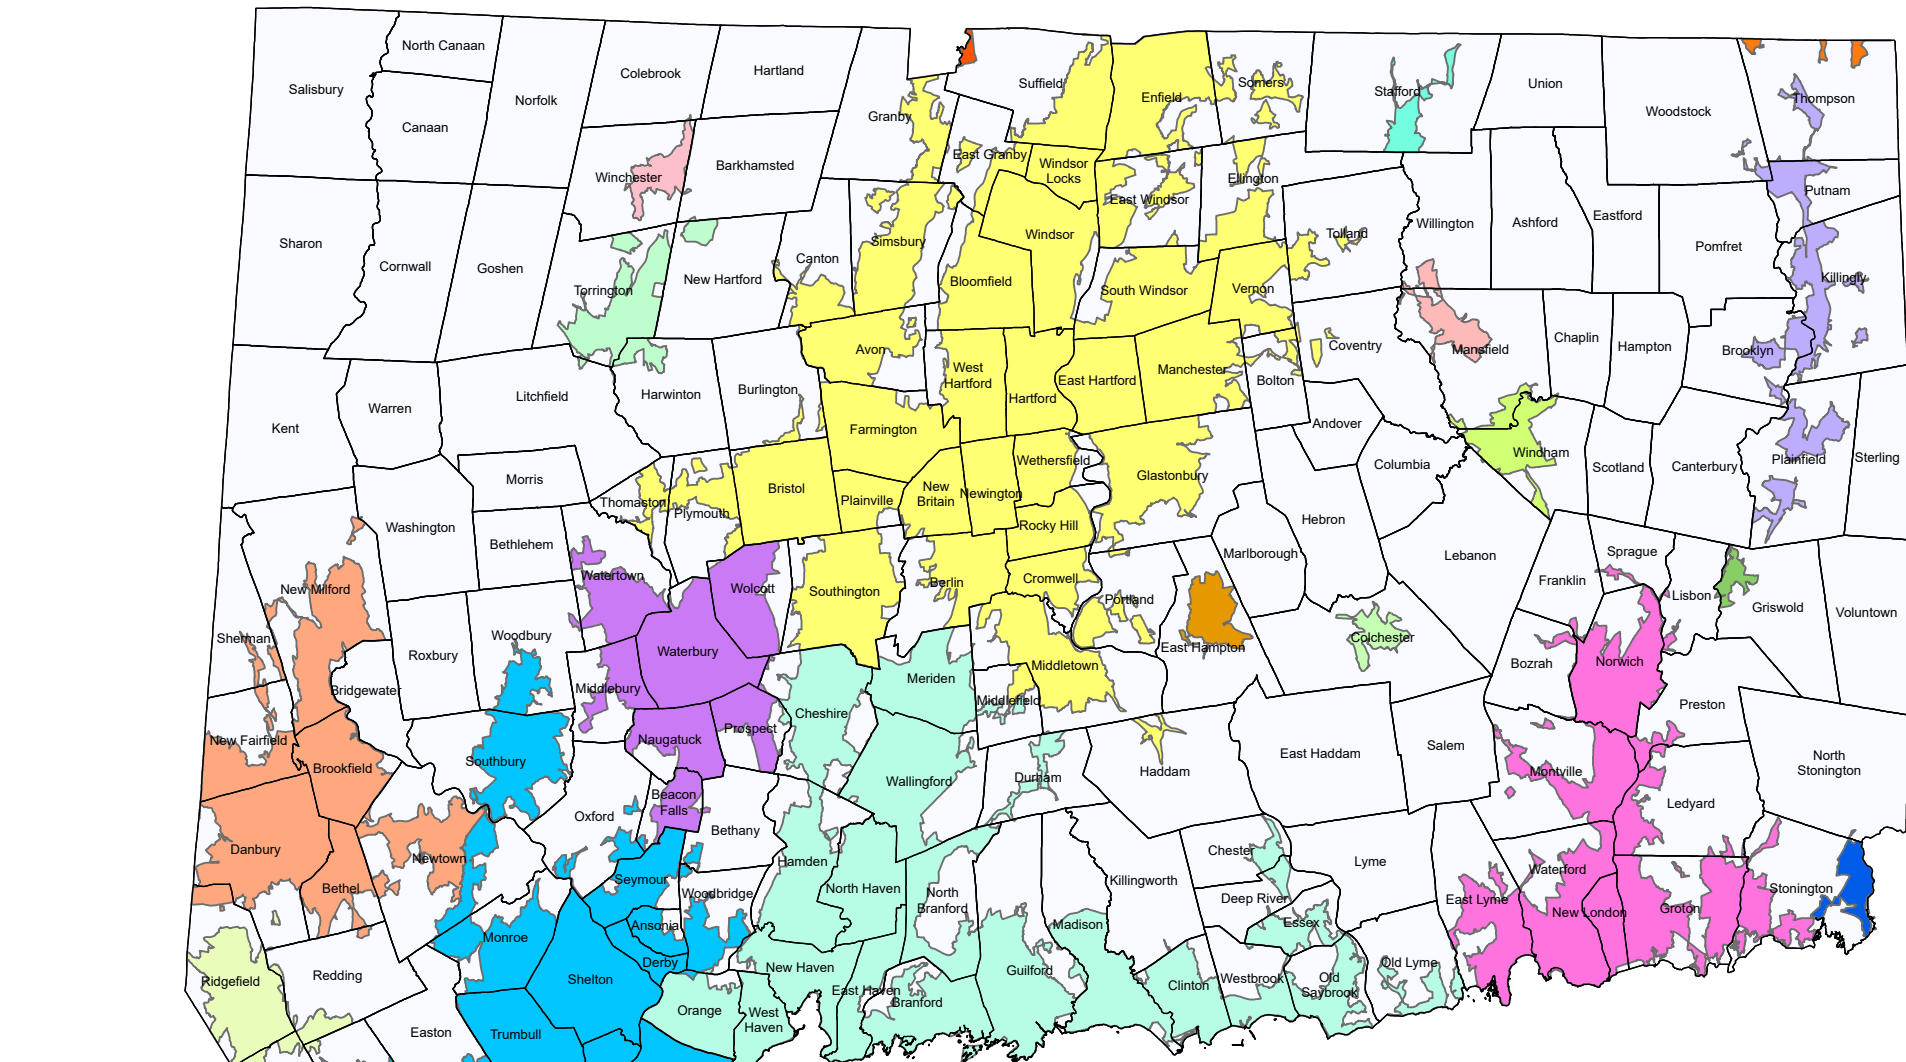 North Canaan
Salisbury
Colebrook
Hartland
Norfolk
Canaan
Suffield
Enfield
Somers
Stafford
Union
Woodstock
Thompson
Granby
East Granby
Windsor
Locks
Barkhamsted
Winchester
Ellington
East Windsor
Putnam
Willington
Ashford
Eastford
Pomfret
Sharon
Cornwall
Goshen
Simsbury
Windsor
Tolland
Canton
New Hartford
Torrington
Bloomfield
South Windsor
Vernon
Killingly
Avon
West
Hartford
Hartford
East Hartford
Manchester
Bolton
Coventry
Mansfield
Chaplin
Hampton
Brooklyn
Kent
Warren
Litchfield
Harwinton
Burlington
Farmington
Andover
Columbia
Windham
Scotland
Canterbury
Plainfield
Sterling
Morris
Thomaston
Plymouth
Bristol
Plainville
New
Britain
Newington
Wethersfield
Rocky Hill
Glastonbury
Hebron
Marlborough
Lebanon
Franklin
Sprague
Lisbon
Griswold
Voluntown
Washington
Bethlehem
Watertown
Wolcott
Southington
Berlin
Cromwell
Portland
East Hampton
Colchester
New Milford
Sherman
Roxbury
Woodbury
Bridgewater
Waterbury
Middlebury
Meriden
Middletown
Middlefield
Bozrah
Norwich
Preston
New Fairfield
Brookfield
Southbury
Naugatuck
Prospect
Cheshire
Wallingford
Durham
Haddam
East Haddam
Salem
Montville
Ledyard
North
Stonington
Danbury
Bethel
Newtown
Oxford
Beacon
Falls
Bethany
Hamden
North Haven
North
Branford
Killingworth
Chester
Deep River
Essex
Lyme
East Lyme
Waterford
New London
Groton
Stonington
Seymour
Woodbridge
Ansonia
Derby
Monroe
Shelton
New Haven
East Haven
Branford
Guilford
Madison
Clinton
Westbrook
Old
Saybrook
Old Lyme
Ridgefield
Redding
Easton
Trumbull
Orange
West
Haven